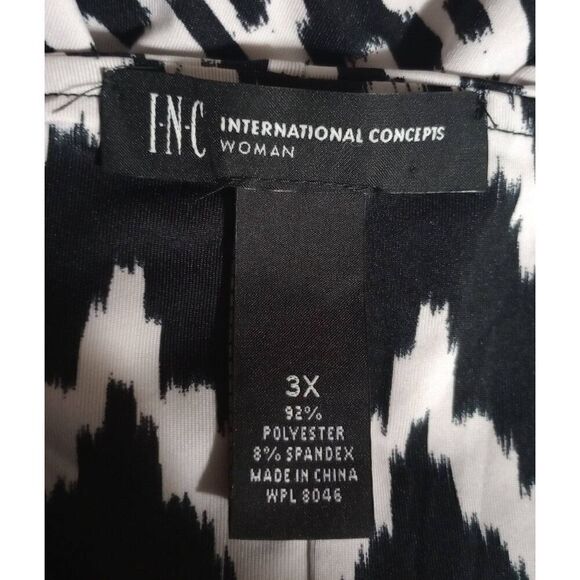 I·N·C INTERNATIONAL CONCEPTS
WOMAN
3X
92%
POLYESTER
8% SPANDEX
MADE IN CHINA
WPL 8046